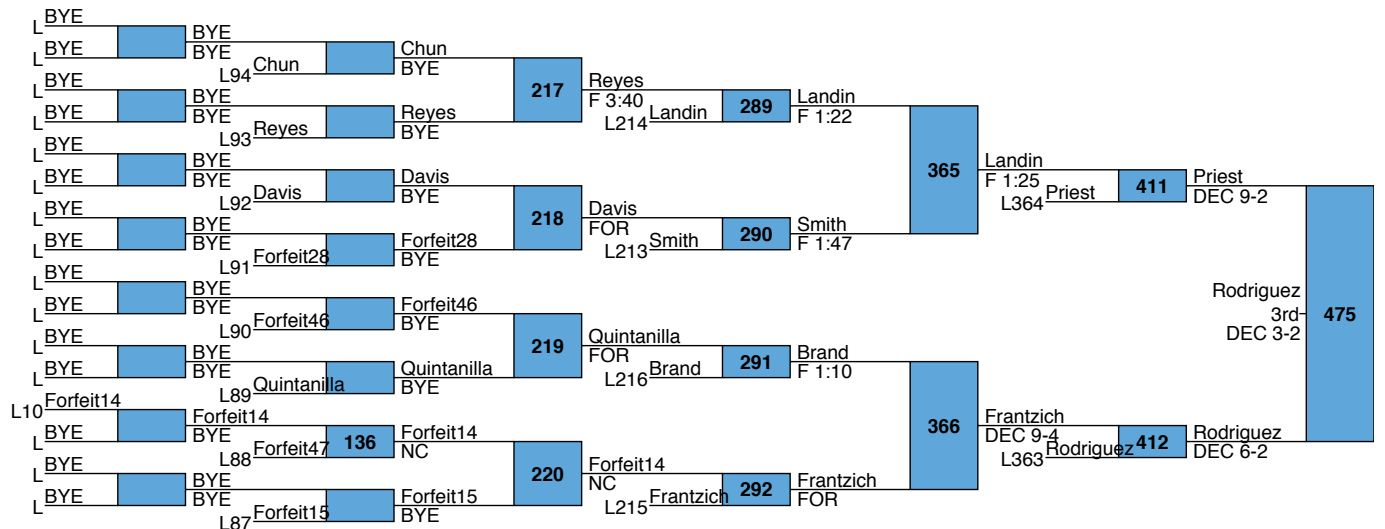 L BYE
L BYE
BYE
BYE
L94 Chun
Chun
BYE
L BYE
L BYE
BYE
BYE
L93 Reyes
Reyes
BYE
217
Reyes
F 3:40
L214 Landin
289
Landin
F 1:22
L BYE
L BYE
BYE
BYE
L92 Davis
Davis
BYE
L BYE
L BYE
BYE
BYE
L91 Forfeit28
Forfeit28
BYE
218
Davis
FOR
L213 Smith
290
Smith
F 1:47
365
Landin
F 1:25
L364 Priest
411
Priest
DEC 9-2
L BYE
L BYE
BYE
BYE
L90 Forfeit46
Forfeit46
BYE
L BYE
L BYE
BYE
BYE
L89 Quintanilla
Quintanilla
BYE
219
Quintanilla
FOR
L216 Brand
291
Brand
F 1:10
L10 Forfeit14
L BYE
Forfeit14
BYE
L88 Forfeit47
136
Forfeit14
NC
L BYE
L BYE
BYE
BYE
L87 Forfeit15
Forfeit15
BYE
220
Forfeit14
NC
L215 Frantzich
292
Frantzich
FOR
366
Frantzich
DEC 9-4
L363 Rodriguez
412
Rodriguez
DEC 6-2
475
Rodriguez
3rd
DEC 3-2